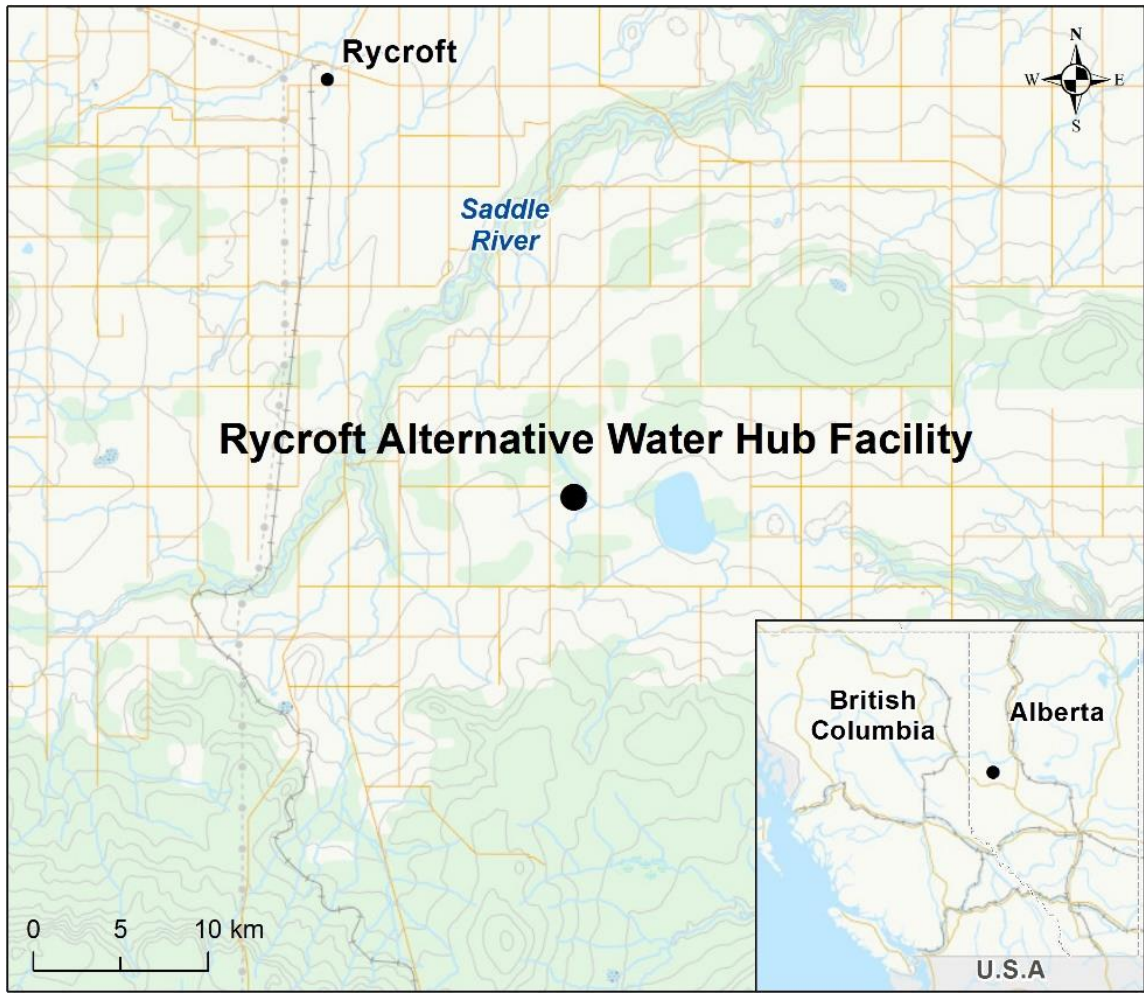 Rycroft
N
W E
S
Saddle
River
Rycroft Alternative Water Hub Facility
British
Columbia
Alberta
U.S.A
0 5 10 km